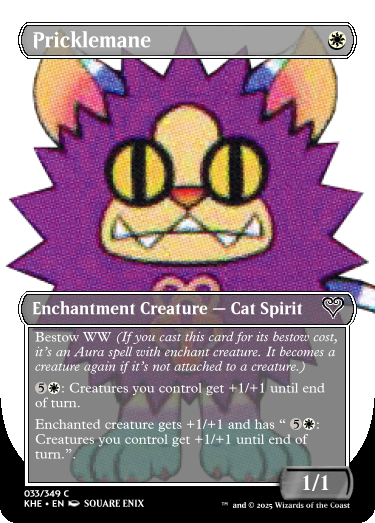 Pricklemane
Enchantment Creature — Cat Spirit
Bestow WW (If you cast this card for its bestow cost,
it's an Aura spell with enchant creature. It becomes a
creature again if it's not attached to a creature.)
5: Creatures you control get +1/+1 until end
of turn.
Enchanted creature gets +1/+1 and has “ 5:
Creatures you control get +1/+1 until end of
turn.”.
1/1
033/349 C
KHE • EN SQUARE ENIX
™ and © 2025 Wizards of the Coast